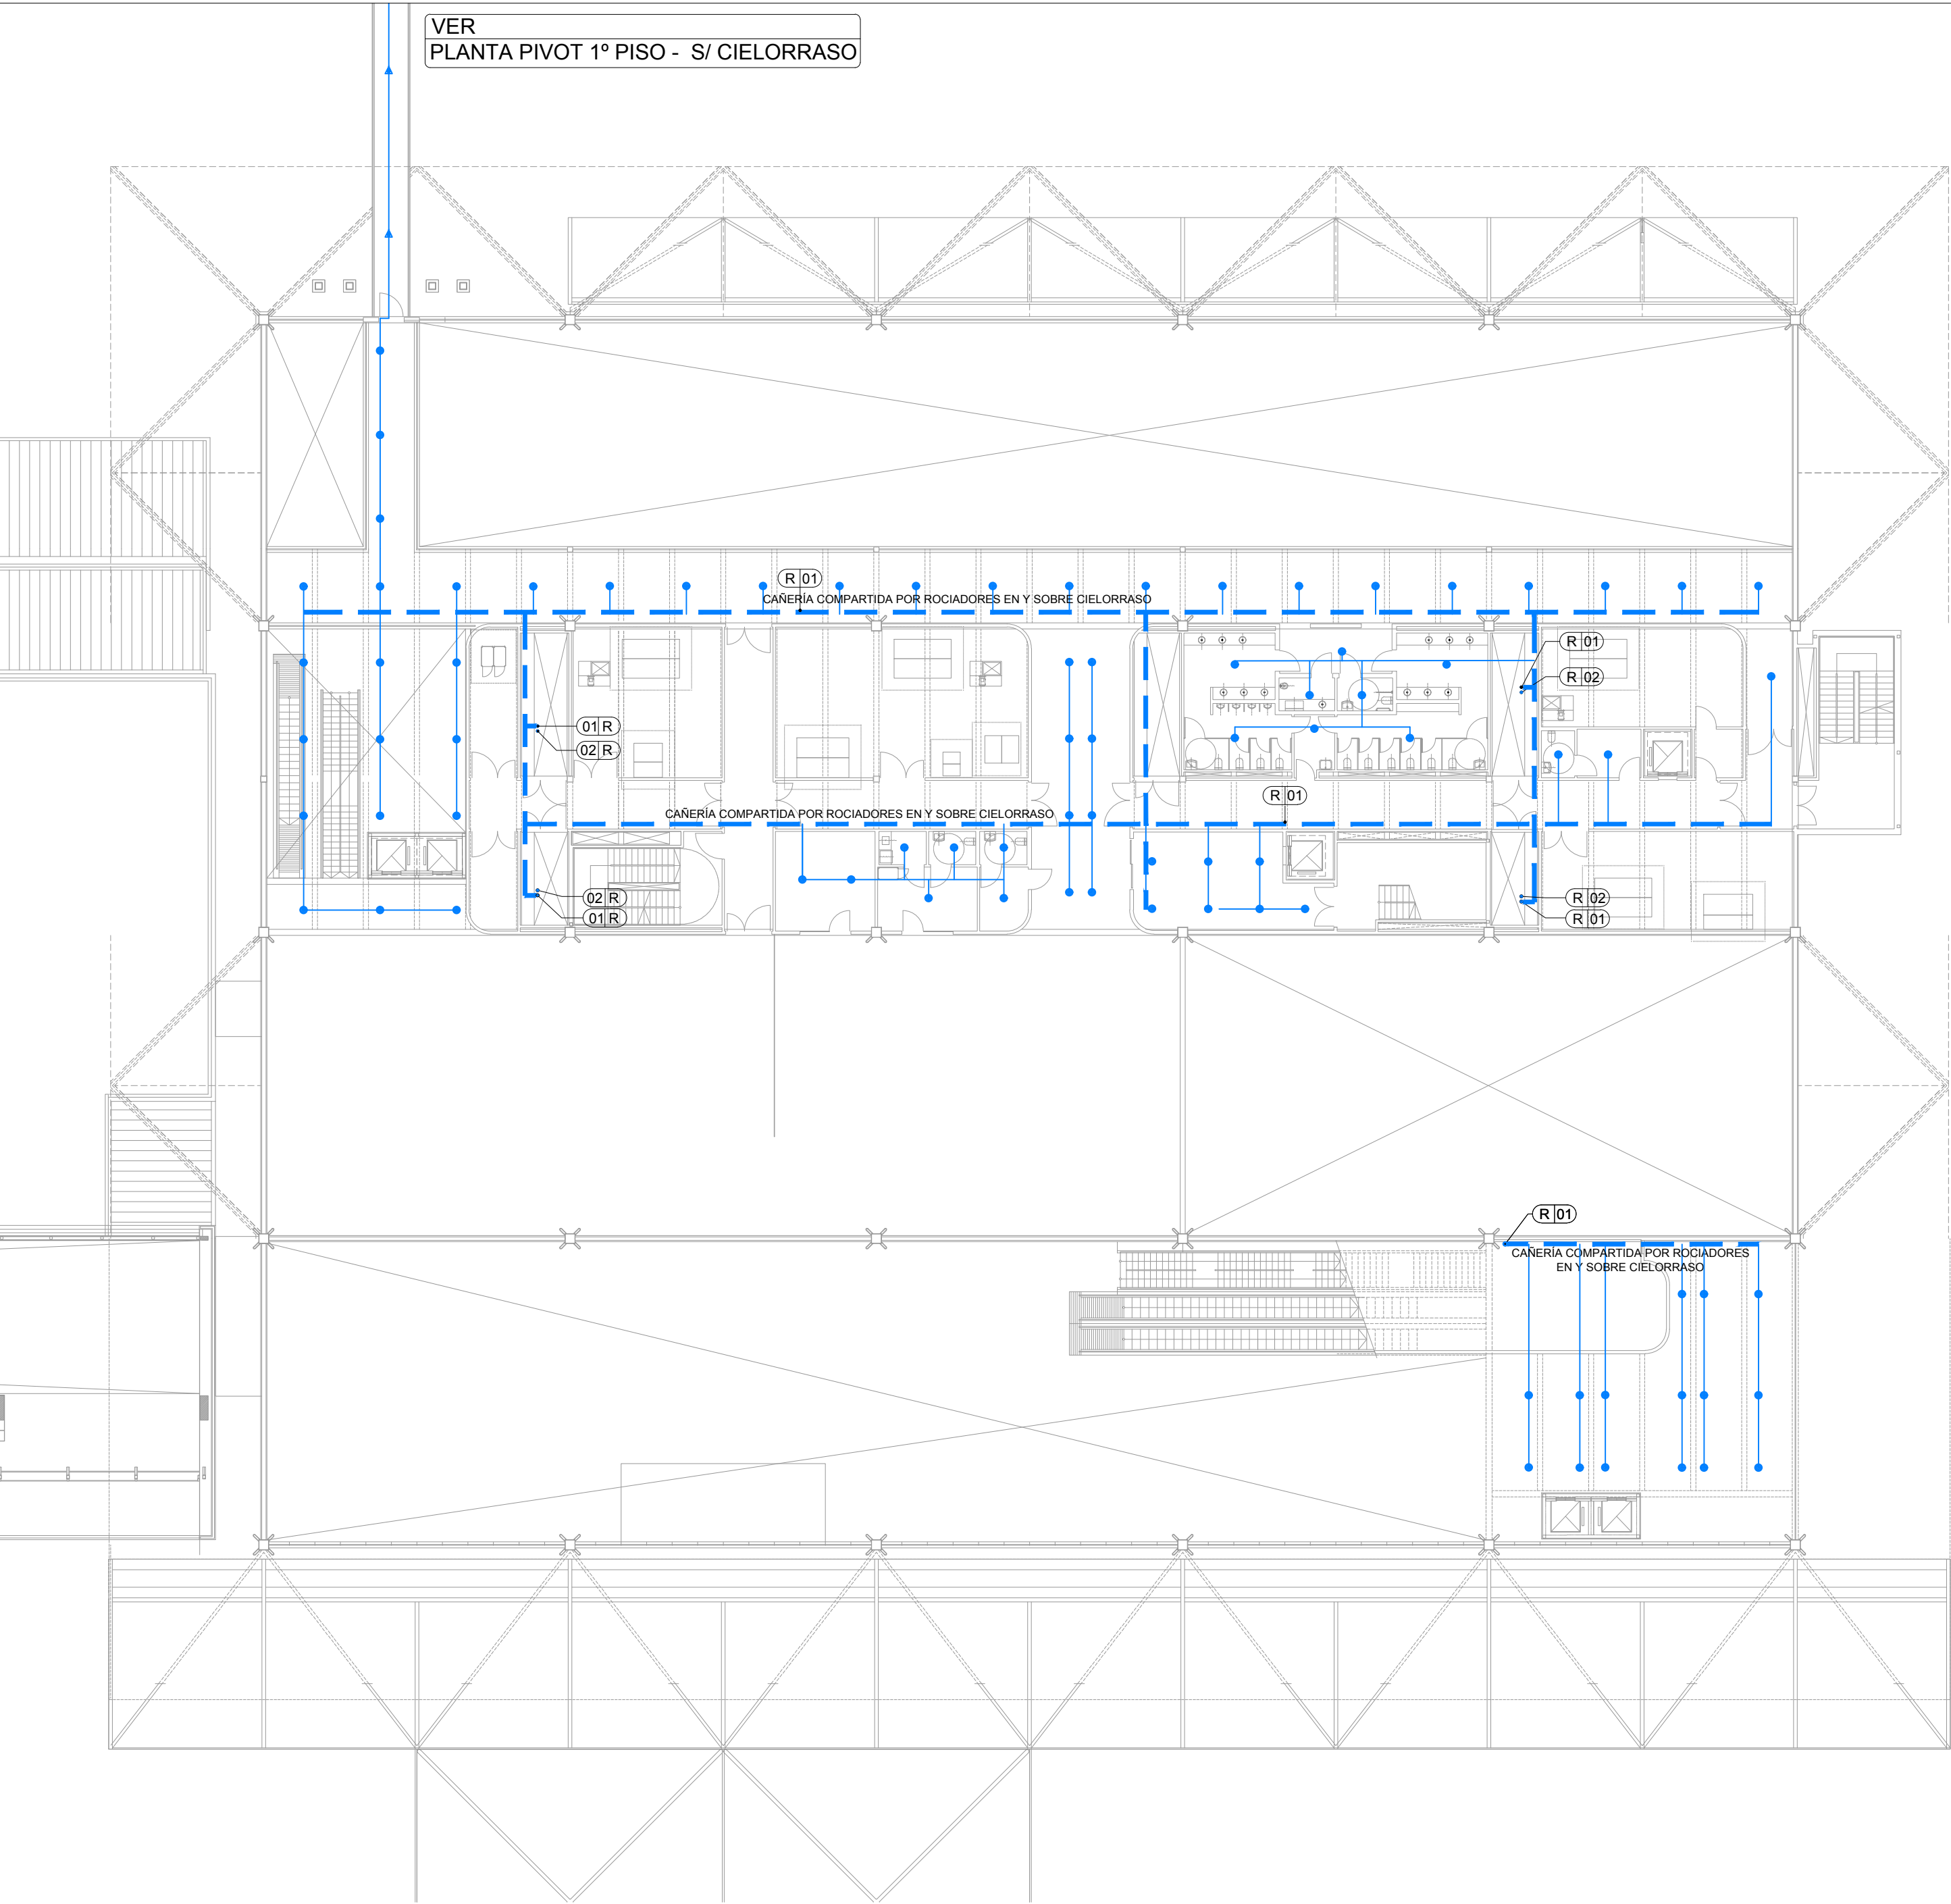 VER
PLANTA PIVOT 1º PISO - S/ CIELORRASO
R 01
CAÑERÍA COMPARTIDA POR ROCIADORES EN Y SOBRE CIELORRASO
R 01
R 02
01 R
02 R
R 01
CAÑERÍA COMPARTIDA POR ROCIADORES EN Y SOBRE CIELORRASO
02 R
01 R
R 02
R 01
R 01
CAÑERÍA COMPARTIDA POR ROCIADORES
EN Y SOBRE CIELORRASO